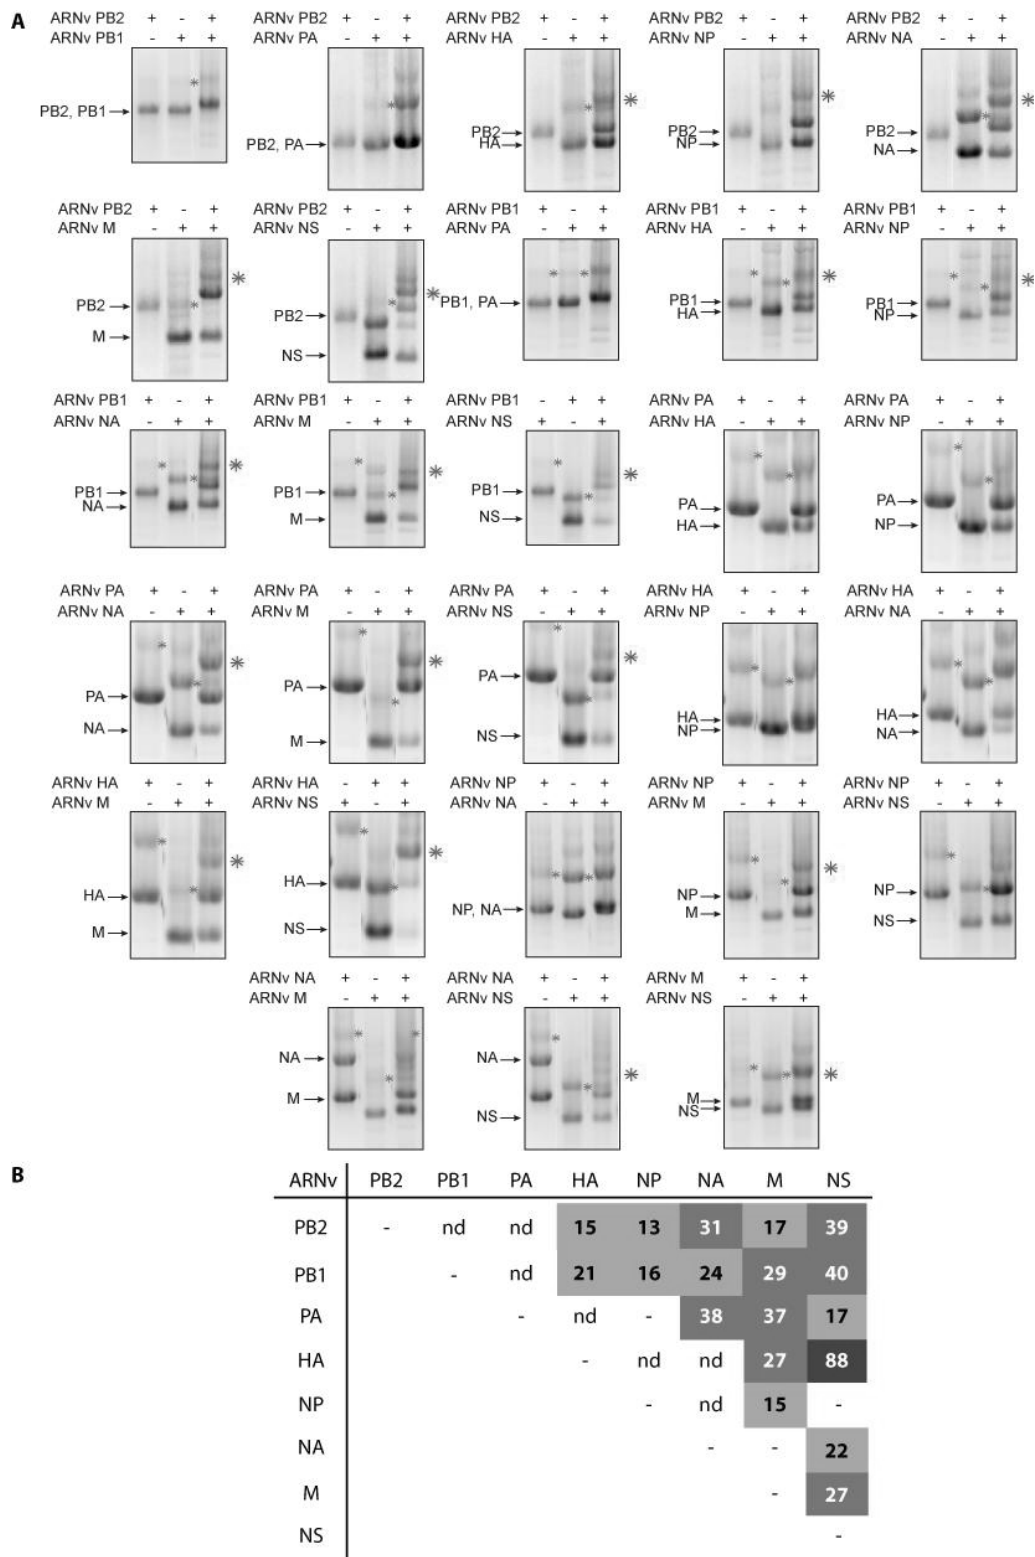 A
ARNv PB2 + - +
ARNv PB1 - + +
PB2, PB1
*
ARNv PB2 + - +
ARNv PA - + +
PB2, PA
*
ARNv PB2 + - +
ARNv HA - + +
PB2
HA
* *
ARNv PB2 + - +
ARNv NP - + +
PB2
NP
*
ARNv PB2 + - +
ARNv NA - + +
PB2
NA
* *
ARNv PB2 + - +
ARNv M - + +
PB2
M
* *
ARNv PB2 + - +
ARNv NS - + +
PB2
NS
* *
ARNv PB1 + - +
ARNv PA - + +
PB1, PA
* *
ARNv PB1 + - +
ARNv HA - + +
PB1
HA
* * *
ARNv PB1 + - +
ARNv NP - + +
PB1
NP
* * *
ARNv PB1 + - +
ARNv NA - + +
PB1
NA
* * *
ARNv PB1 + - +
ARNv M - + +
PB1
M
* * *
ARNv PB1 - + +
ARNv NS + - +
PB1
NS
* * *
ARNv PA + - +
ARNv HA - + +
PA
HA
* *
ARNv PA + - +
ARNv NP - + +
PA
NP
* *
ARNv PA + - +
ARNv NA - + +
PA
NA
* * *
ARNv PA + - +
ARNv M - + +
PA
M
* * *
ARNv PA + - +
ARNv NS - + +
PA
NS
* * *
ARNv HA + - +
ARNv NP - + +
HA
NP
* *
ARNv HA + - +
ARNv NA - + +
HA
NA
* *
ARNv HA + - +
ARNv M - + +
HA
M
* * *
ARNv HA - + +
ARNv NS + - +
HA
NS
* * *
ARNv NP + - +
ARNv NA - + +
NP, NA
* *
ARNv NP + - +
ARNv M - + +
NP
M
* * *
ARNv NP + - +
ARNv NS - + +
NP
NS
* *
ARNv NA + - +
ARNv M - + +
NA
M
* * *
ARNv NA + - +
ARNv NS - + +
NA
NS
* * *
ARNv M + - +
ARNv NS - + +
M
NS
* * *
B
ARNv PB2 PB1 PA HA NP NA M NS
PB2 - nd nd 15 13 31 17 39
PB1 - nd 21 16 24 29 40
PA - nd - 38 37 17
HA - nd nd 27 88
NP - nd 15 -
NA - - 22
M - 27
NS -